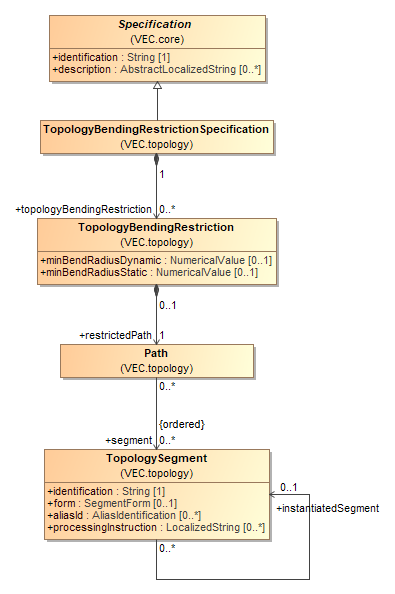 Specification
(VEC.core)
+identification : String [1]
+description : AbstractLocalizedString [0..*]
TopologyBendingRestrictionSpecification
(VEC.topology)
1
+topologyBendingRestriction 0..*
TopologyBendingRestriction
(VEC.topology)
+minBendRadiusDynamic : NumericalValue [0..1]
+minBendRadiusStatic : NumericalValue [0..1]
0..1
+restrictedPath 1
Path
(VEC.topology)
0..*
{ordered}
+segment 0..*
TopologySegment
(VEC.topology)
+identification : String [1]
+form : SegmentForm [0..1]
+aliasId : AliasIdentification [0..*]
+processingInstruction : LocalizedString [0..*]
0..1
+instantiatedSegment
0..*